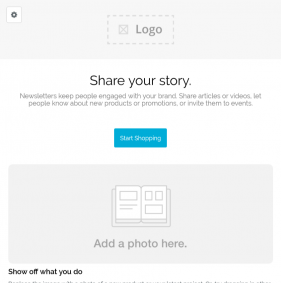 Logo
Share your story.
Newsletters keep people engaged with your brand. Share articles or videos, let
people know about new products or promotions, or invite them to events.
Start Shopping
Add a photo here.
Show off what you do